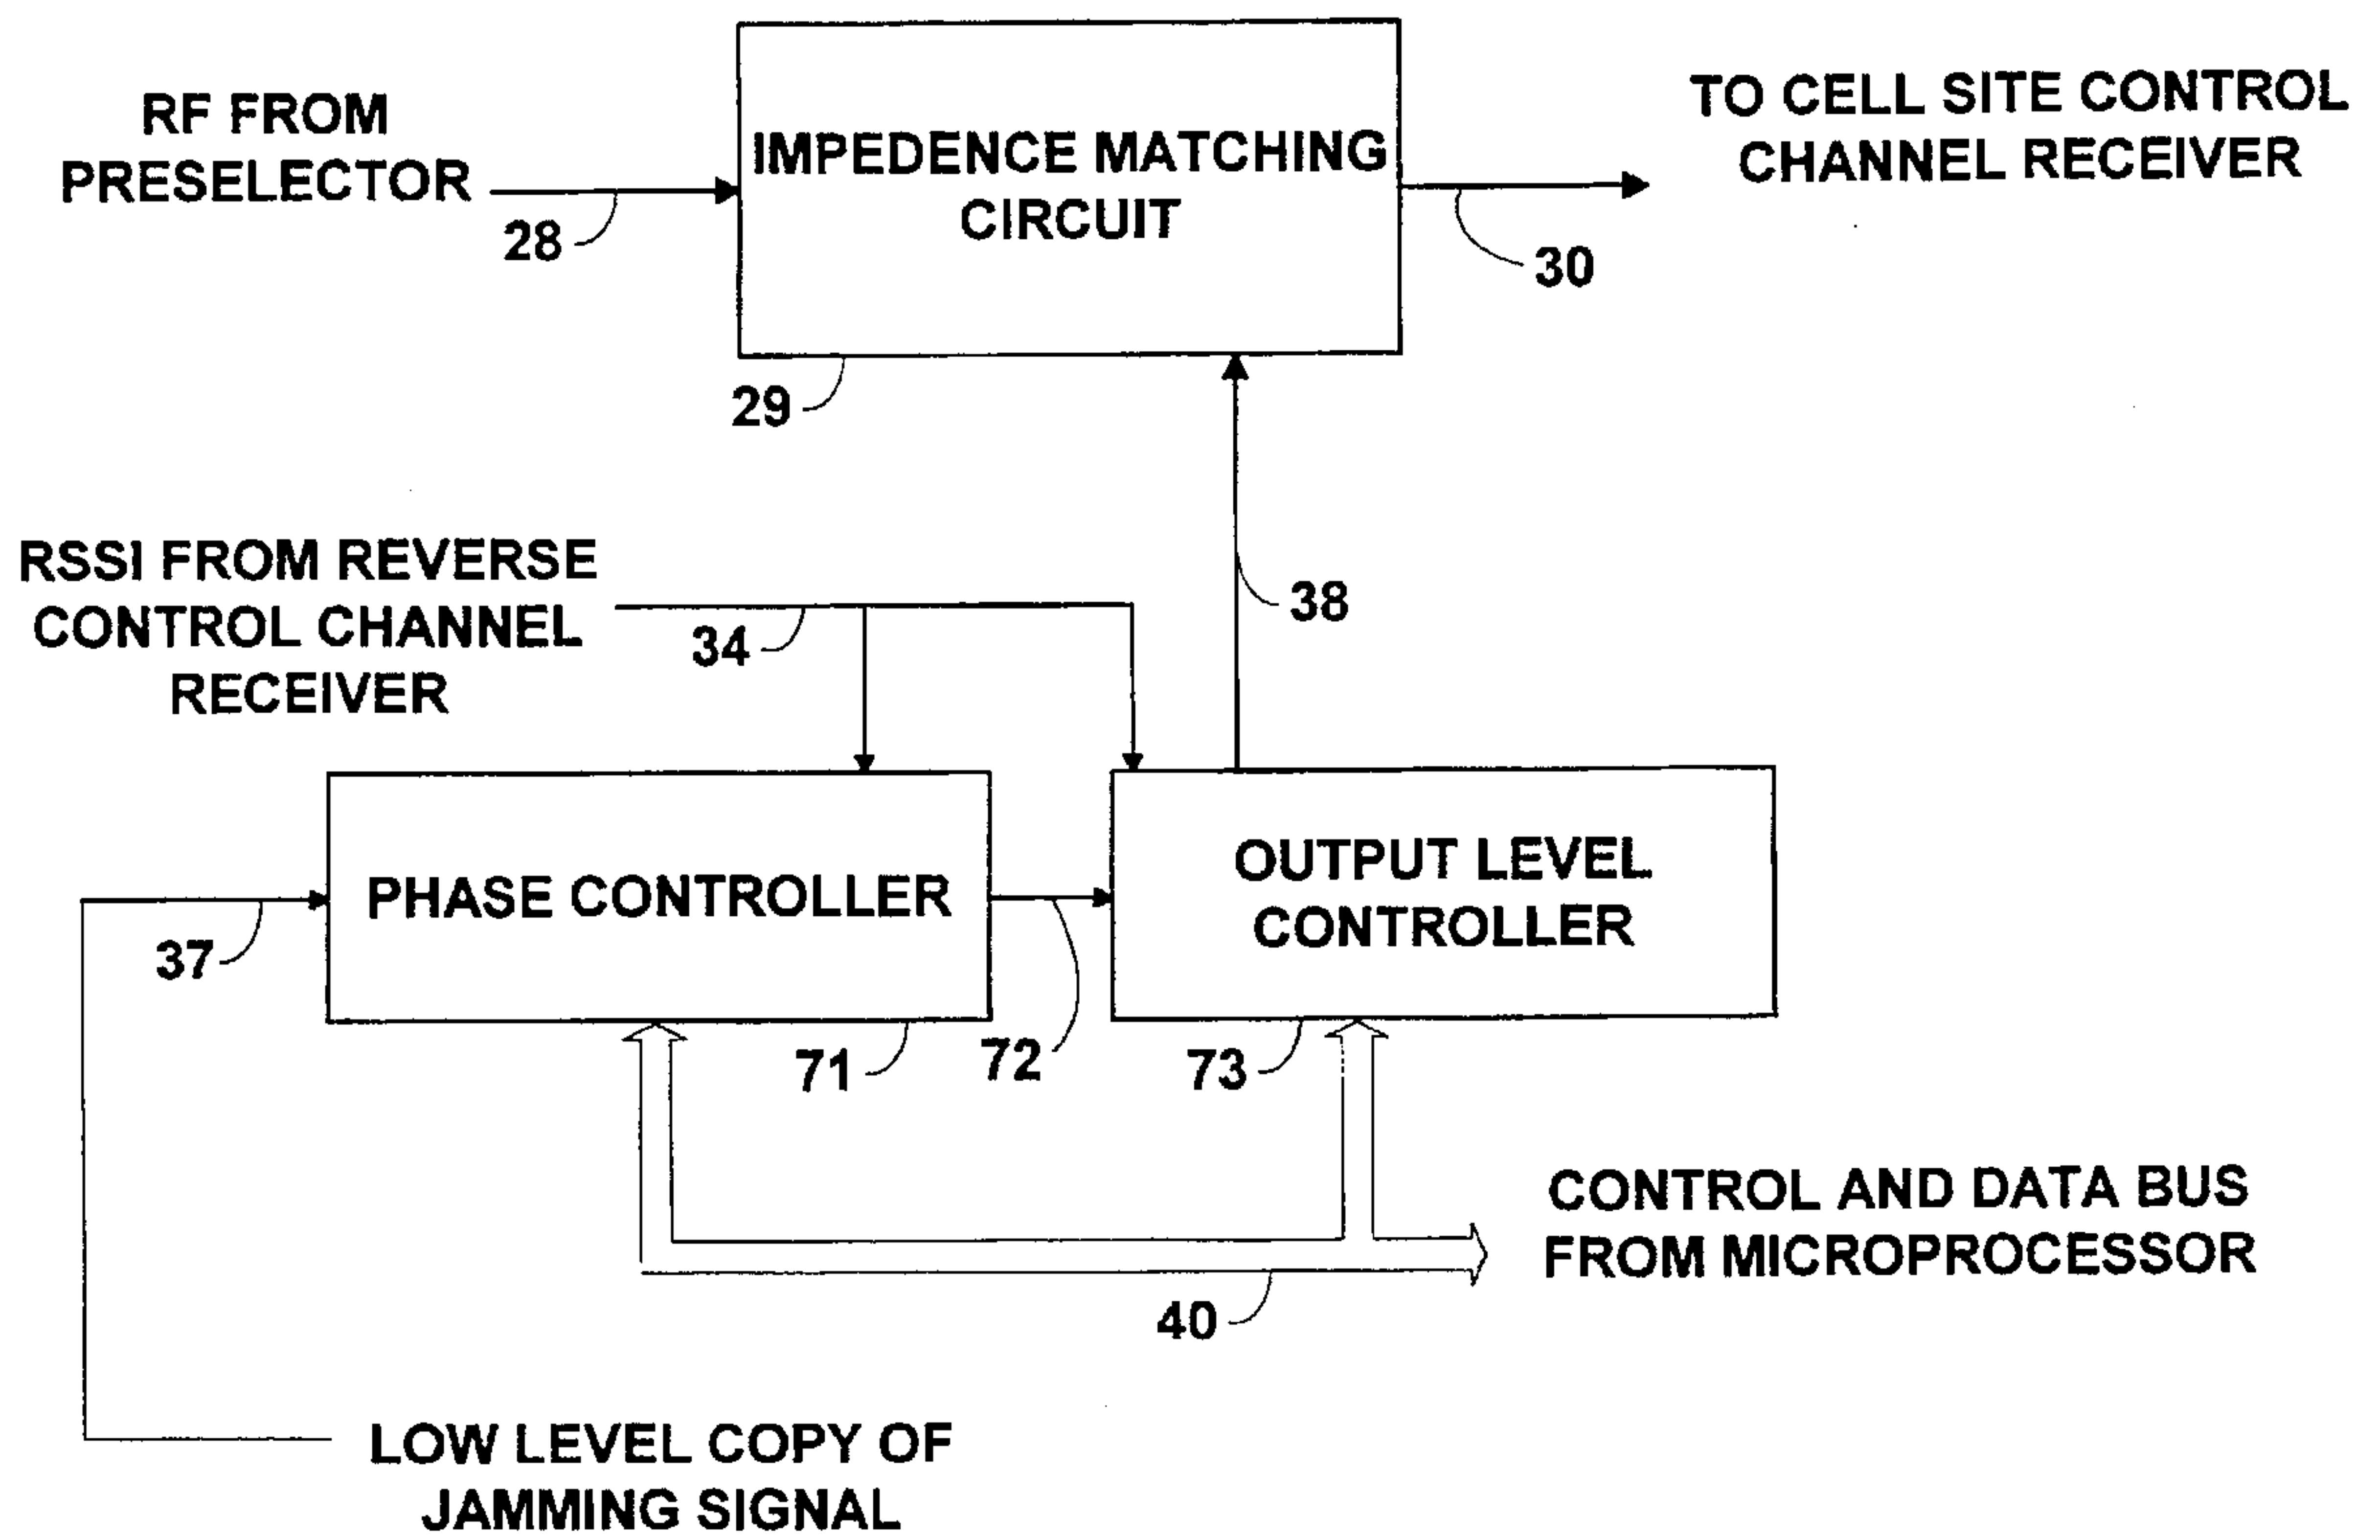 RF FROM
PRESELECTOR
28
IMPEDENCE MATCHING
CIRCUIT
29
TO CELL SITE CONTROL
CHANNEL RECEIVER
30
RSSI FROM REVERSE
CONTROL CHANNEL
RECEIVER
34
38
PHASE CONTROLLER
37
71
72
OUTPUT LEVEL
CONTROLLER
73
CONTROL AND DATA BUS
FROM MICROPROCESSOR
40
LOW LEVEL COPY OF
JAMMING SIGNAL